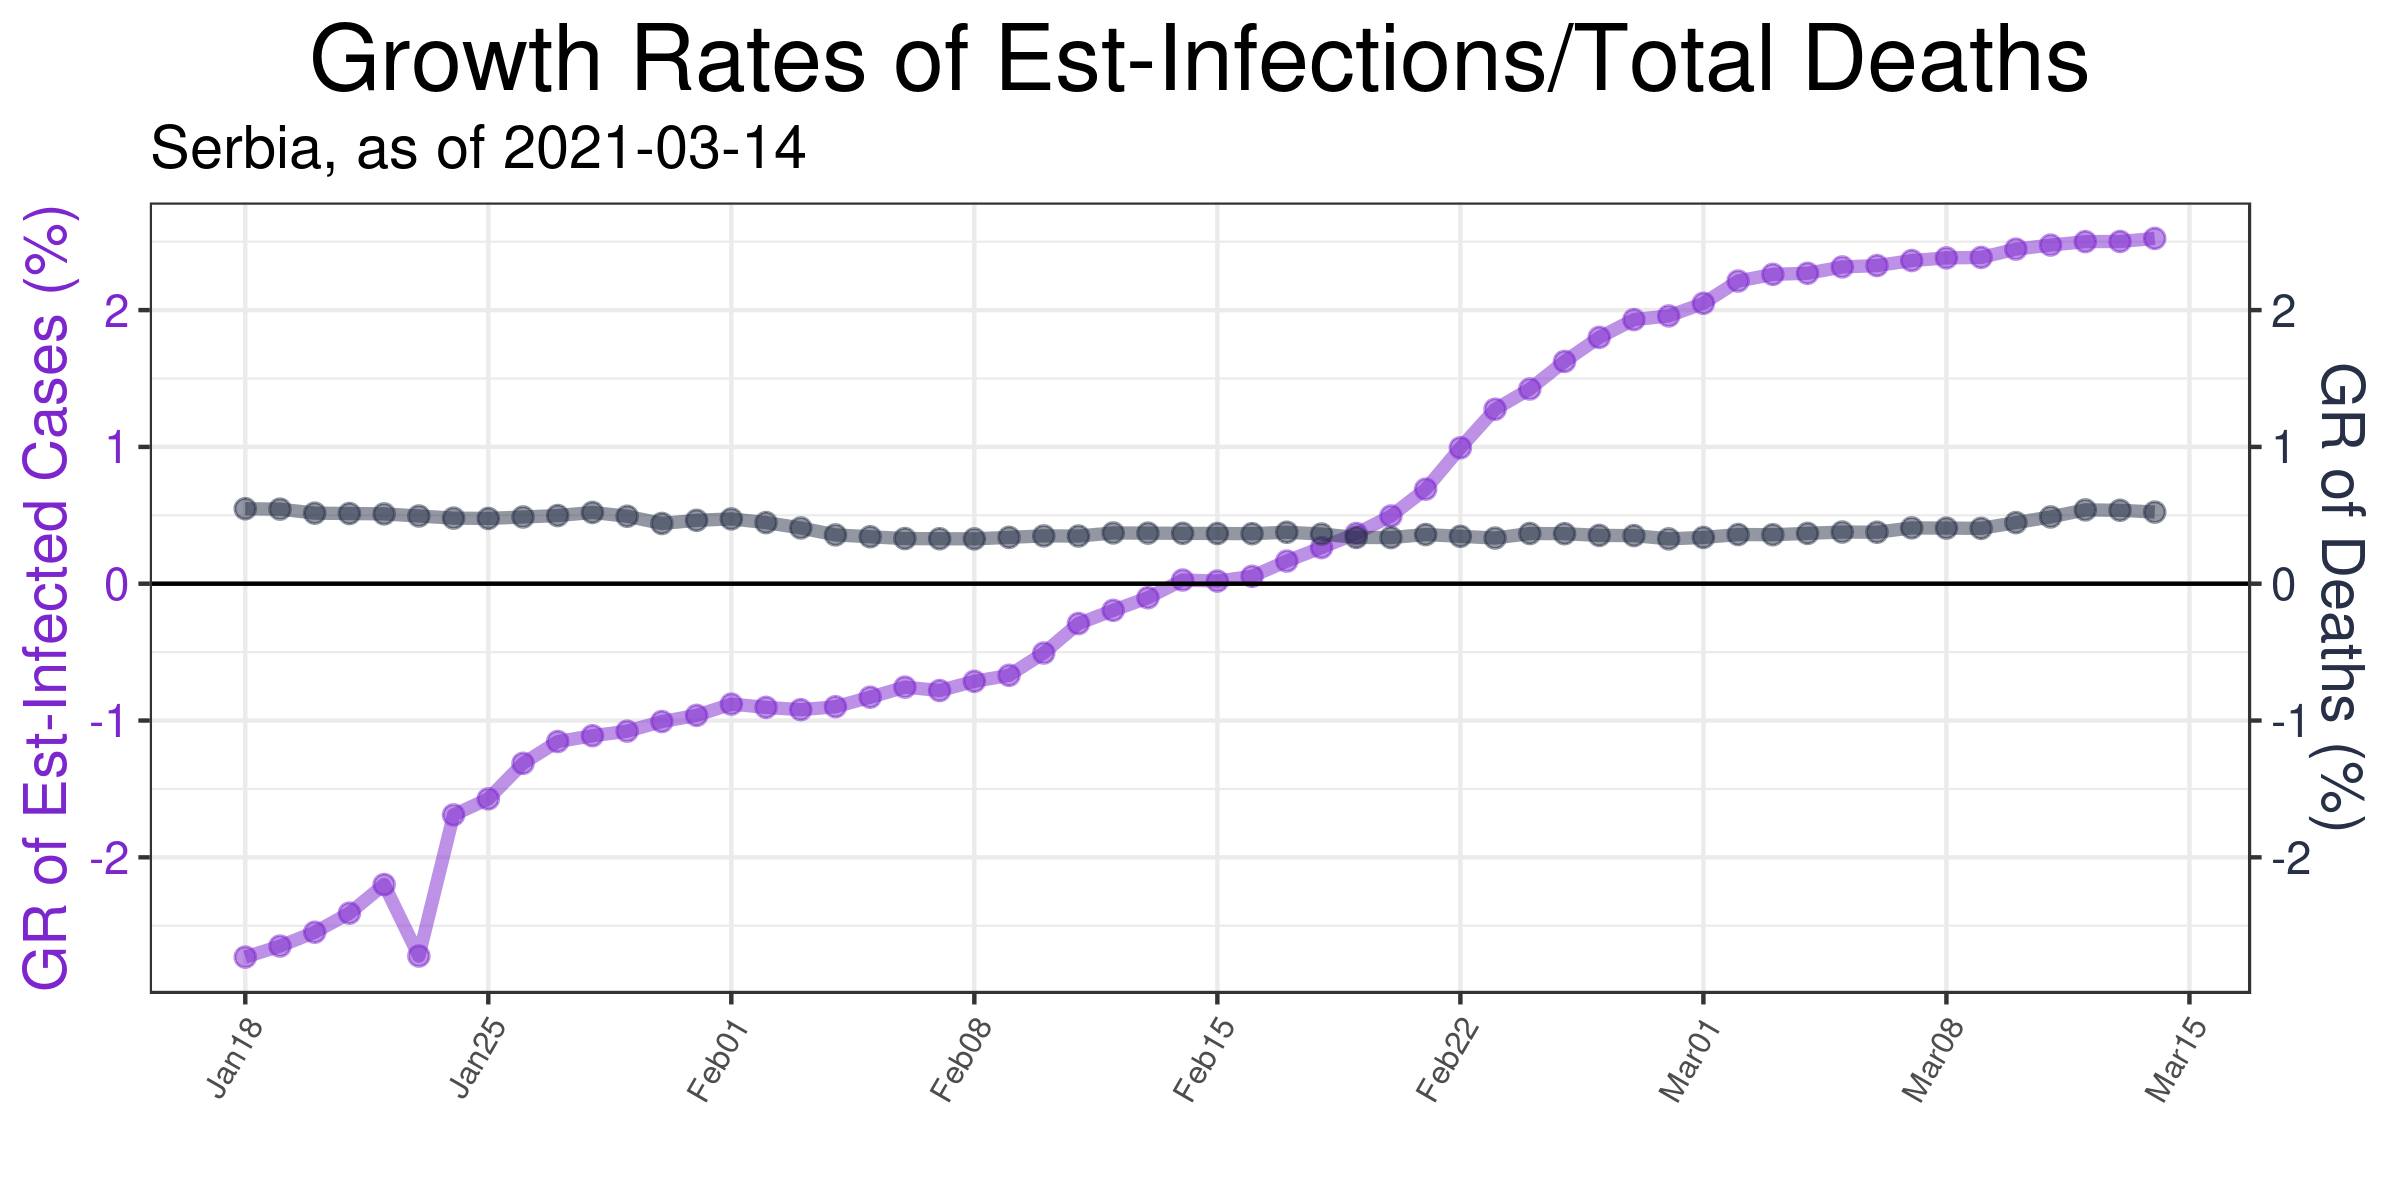 Growth Rates of Est-Infections/Total Deaths
Serbia, as of 2021-03-14
GR of Est-Infected Cases (%)
2
1
0
-1
-2
2
1
0
-1
-2
GR of Deaths (%)
Jan18
Jan25
Feb01
Feb08
Feb15
Feb22
Mar01
Mar08
Mar15